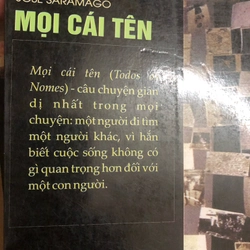 JOSÉ SARAMAGO
MỌI CÁI TÊN
Mọi cái tên (Todos os
Nomes) - câu chuyện giản
dị nhất trong mọi
chuyện: một người đi tìm
một người khác, vì hắn
biết cuộc sống không có
gì quan trọng hơn đối với
một con người.